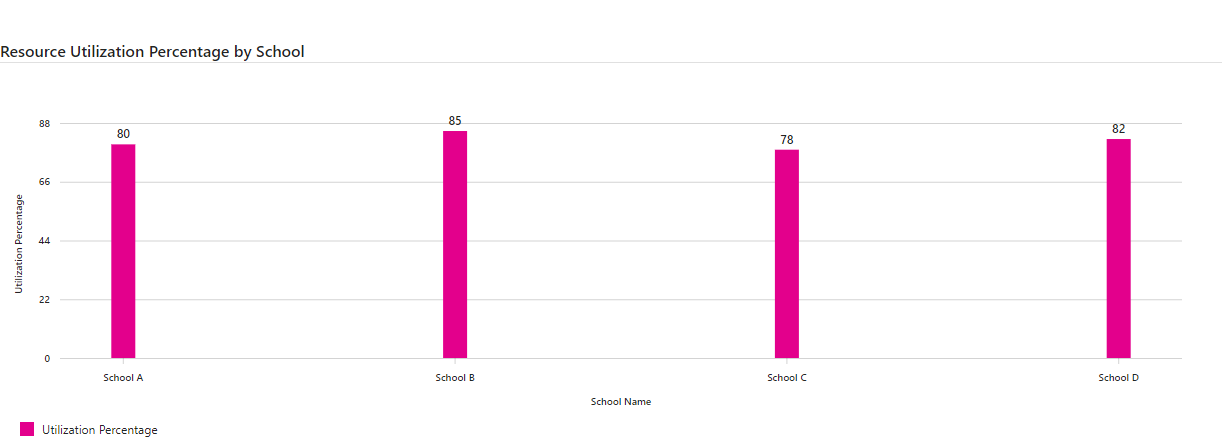 Resource Utilization Percentage by School
88
66
44
22
0
Utilization Percentage
80
85
78
82
School A
School B
School C
School D
School Name
Utilization Percentage